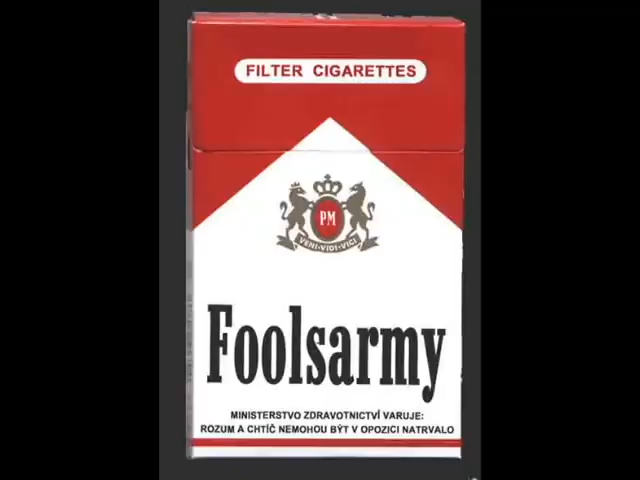 FILTER CIGARETTES
PM
VENI·VIDI·VICI
Foolsarmy
MINISTERSTVO ZDRAVOTNICTVÍ VARUJE:
ROZUM A CHTÍČ NEMOHOU BÝT V OPOZICI NATRVALO